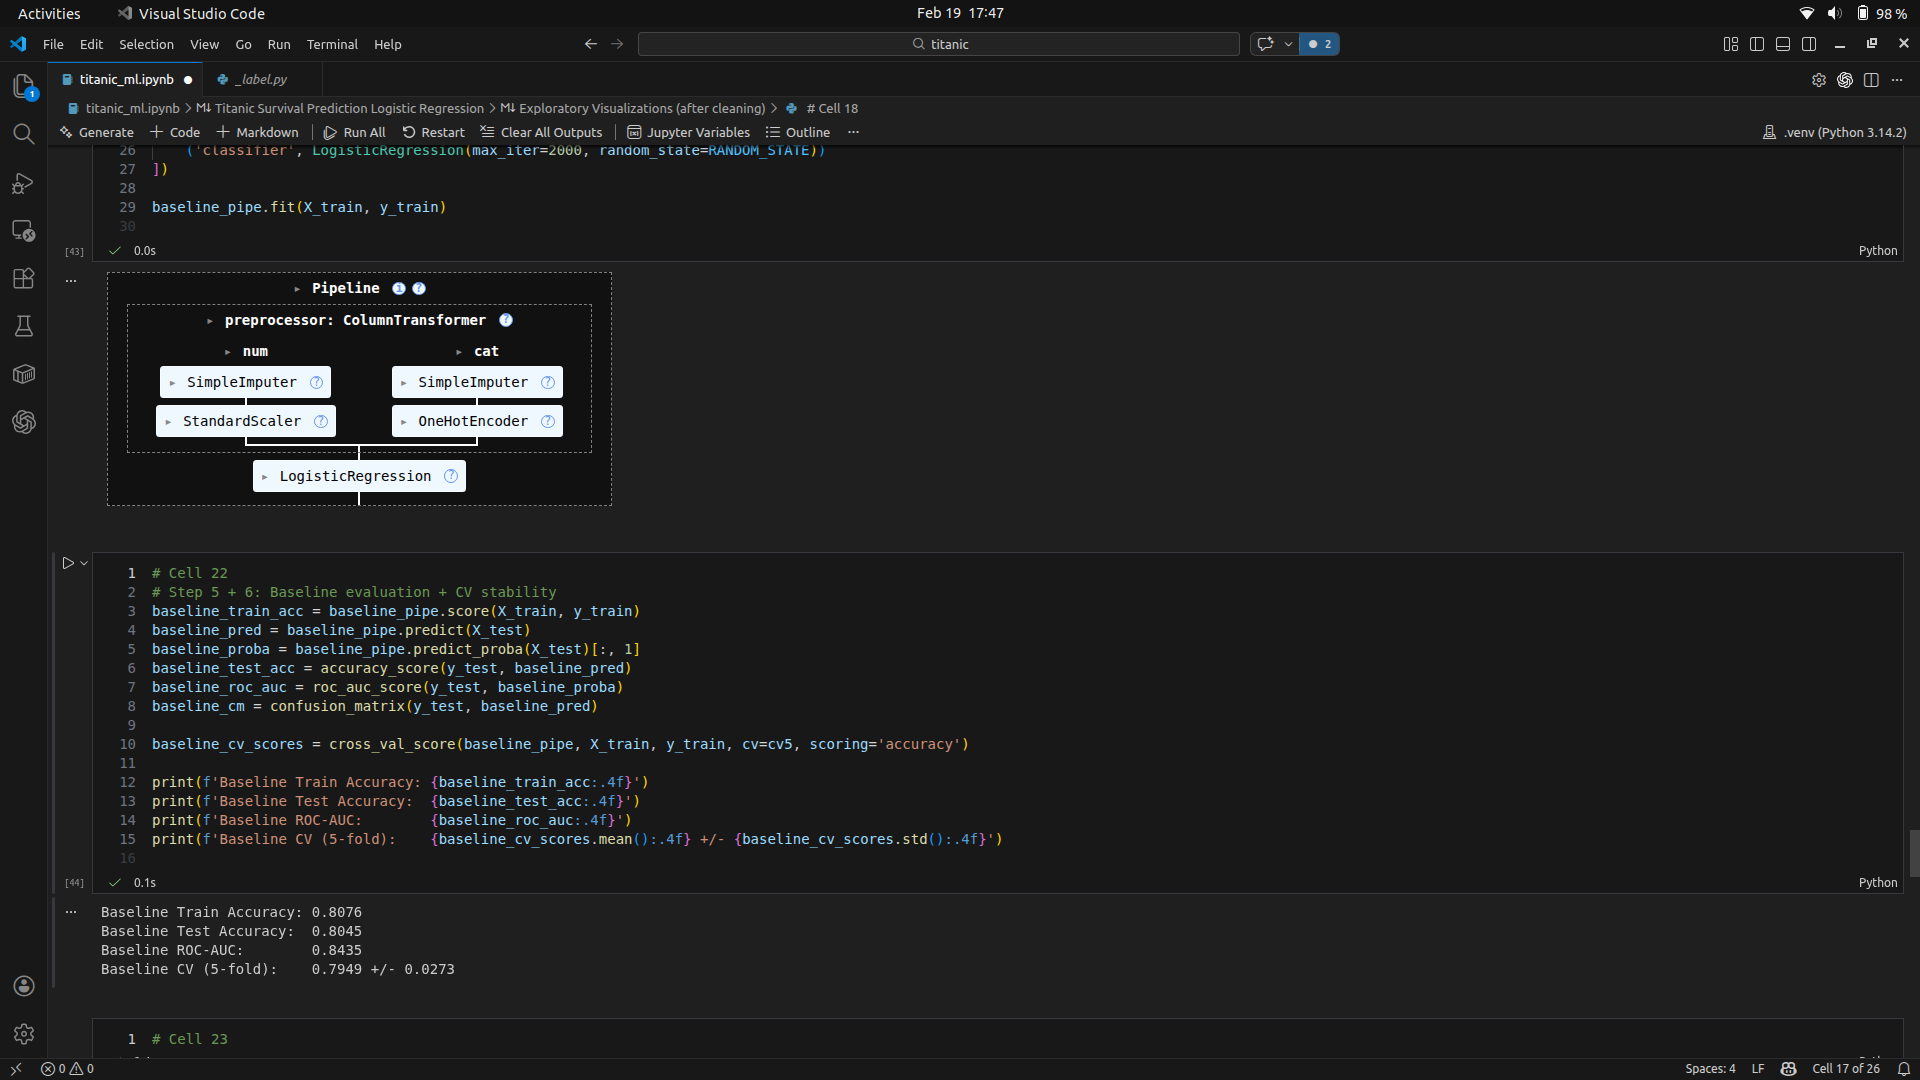 Activities Visual Studio Code Feb 19 17:47 98 %
File Edit Selection View Go Run Terminal Help titanic 2
titanic_ml.ipynb _label.py
titanic_ml.ipynb > M↓ Titanic Survival Prediction Logistic Regression > M↓ Exploratory Visualizations (after cleaning) > # Cell 18
Generate + Code + Markdown Run All Restart Clear All Outputs Jupyter Variables Outline ... .venv (Python 3.14.2)
26 ('classifier', LogisticRegression(max_iter=2000, random_state=RANDOM_STATE))
27 ])
28
29 baseline_pipe.fit(X_train, y_train)
30
[43] 0.0s Python
Pipeline
preprocessor: ColumnTransformer
num cat
SimpleImputer ? SimpleImputer ?
StandardScaler ? OneHotEncoder ?
LogisticRegression ?
1 # Cell 22
2 # Step 5 + 6: Baseline evaluation + CV stability
3 baseline_train_acc = baseline_pipe.score(X_train, y_train)
4 baseline_pred = baseline_pipe.predict(X_test)
5 baseline_proba = baseline_pipe.predict_proba(X_test)[:, 1]
6 baseline_test_acc = accuracy_score(y_test, baseline_pred)
7 baseline_roc_auc = roc_auc_score(y_test, baseline_proba)
8 baseline_cm = confusion_matrix(y_test, baseline_pred)
9
10 baseline_cv_scores = cross_val_score(baseline_pipe, X_train, y_train, cv=cv5, scoring='accuracy')
11
12 print(f'Baseline Train Accuracy: {baseline_train_acc:.4f}')
13 print(f'Baseline Test Accuracy:  {baseline_test_acc:.4f}')
14 print(f'Baseline ROC-AUC:        {baseline_roc_auc:.4f}')
15 print(f'Baseline CV (5-fold):    {baseline_cv_scores.mean():.4f} +/- {baseline_cv_scores.std():.4f}')
16
[44] 0.1s Python
Baseline Train Accuracy: 0.8076
Baseline Test Accuracy:  0.8045
Baseline ROC-AUC:        0.8435
Baseline CV (5-fold):    0.7949 +/- 0.0273
1 # Cell 23
0 0 Spaces: 4 LF Cell 17 of 26